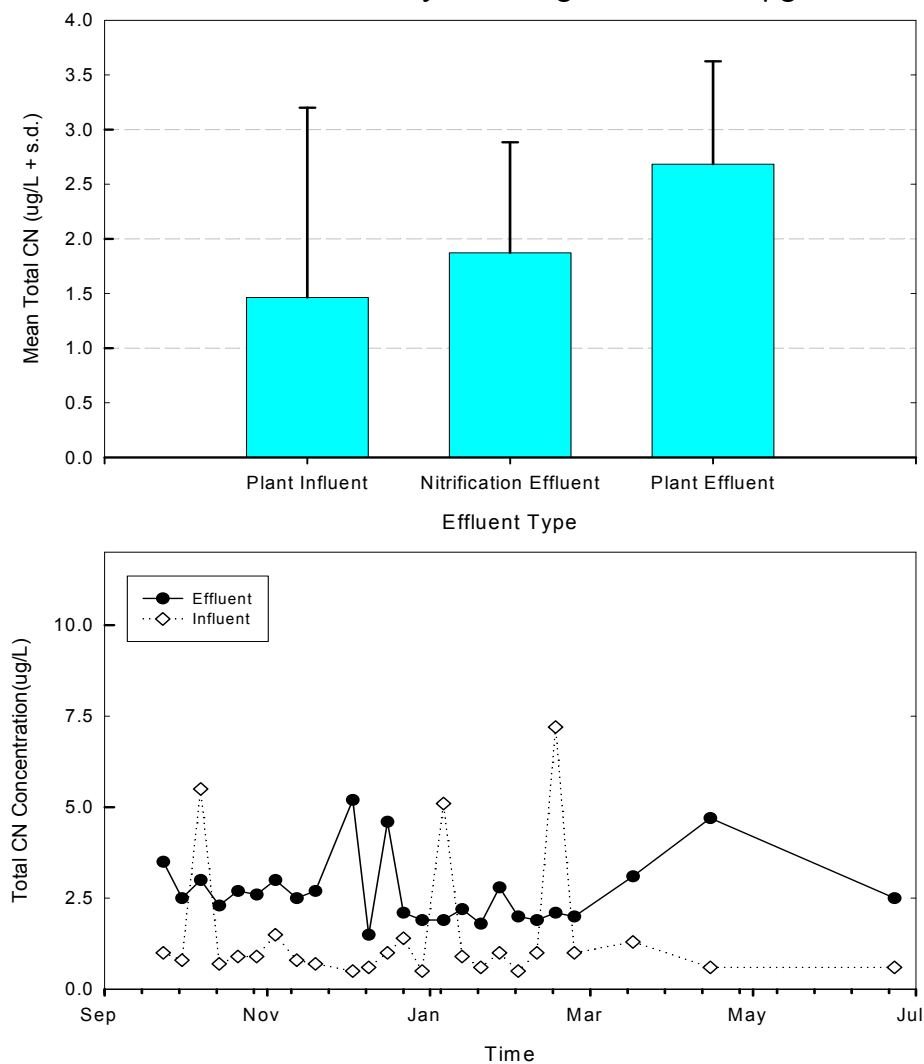 4.0
3.5
3.0
2.5
2.0
1.5
1.0
0.5
0.0
Mean Total CN (ug/L + s.d.)
Plant Influent Nitrification Effluent Plant Effluent
Effluent Type
Effluent
Influent
10.0
7.5
5.0
2.5
0.0
Total CN Concentration(ug/L)
Sep Nov Jan Mar May Jul
Time